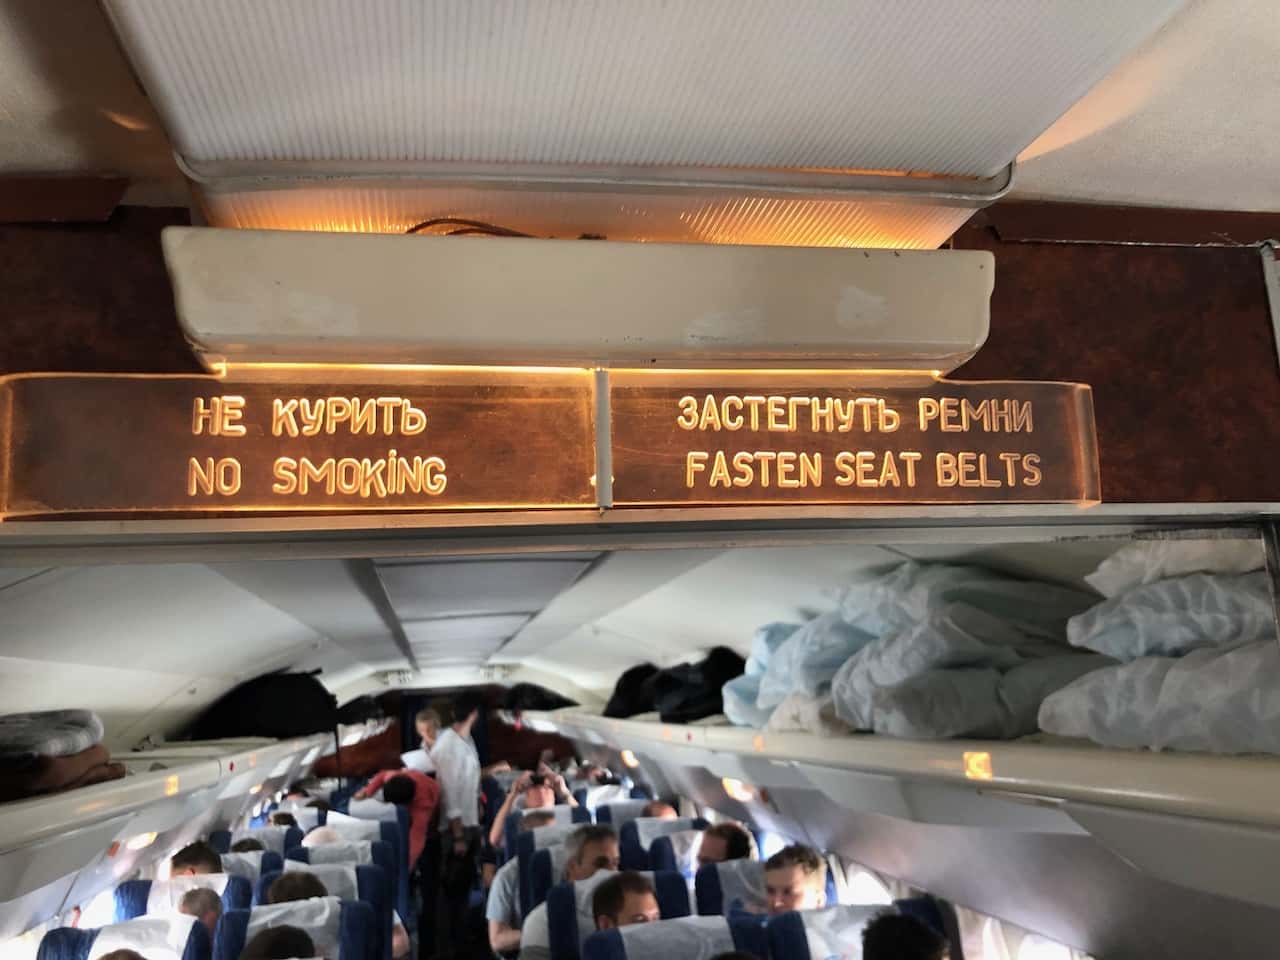 НЕ КУРИТЬ
NO SMOKiNG
ЗАСТЕГНУТЬ РЕМНИ
FASTEN SEAT BELTS